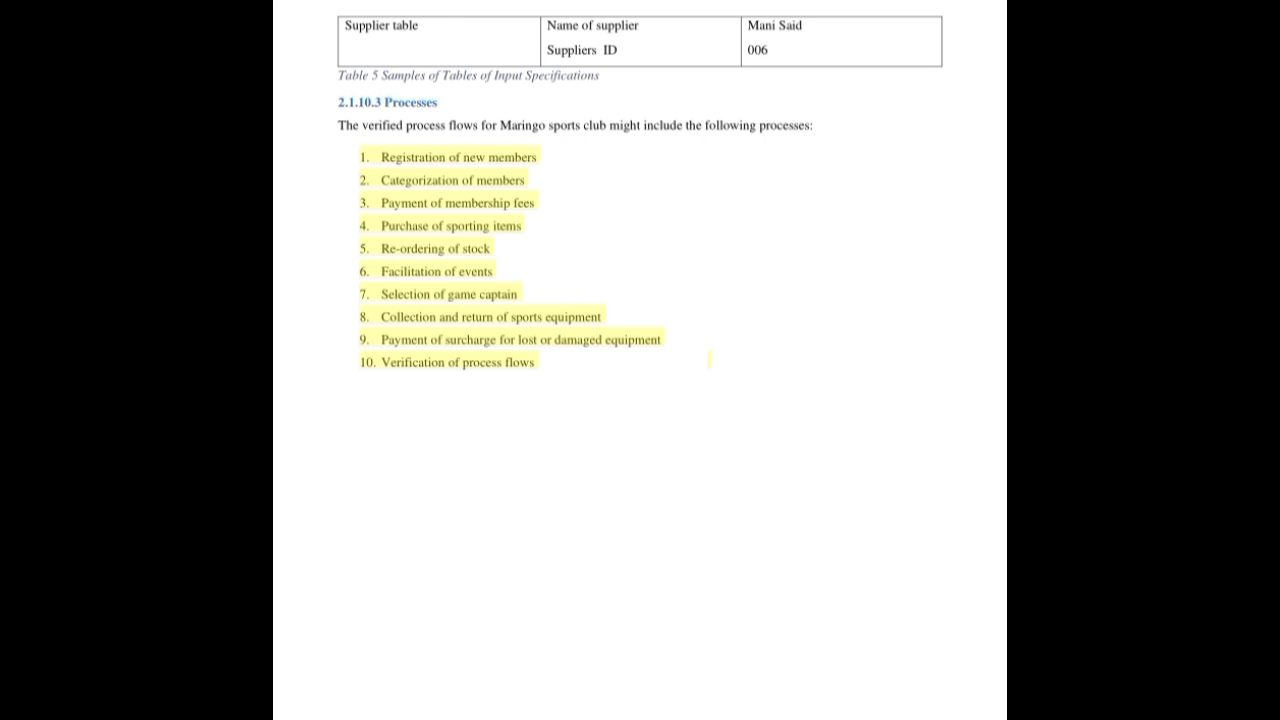 Supplier table Name of supplier Mani Said
Suppliers ID 006
Table 5 Samples of Tables of Input Specifications
2.1.10.3 Processes
The verified process flows for Maringo sports club might include the following processes:
1. Registration of new members
2. Categorization of members
3. Payment of membership fees
4. Purchase of sporting items
5. Re-ordering of stock
6. Facilitation of events
7. Selection of game captain
8. Collection and return of sports equipment
9. Payment of surcharge for lost or damaged equipment
10. Verification of process flows